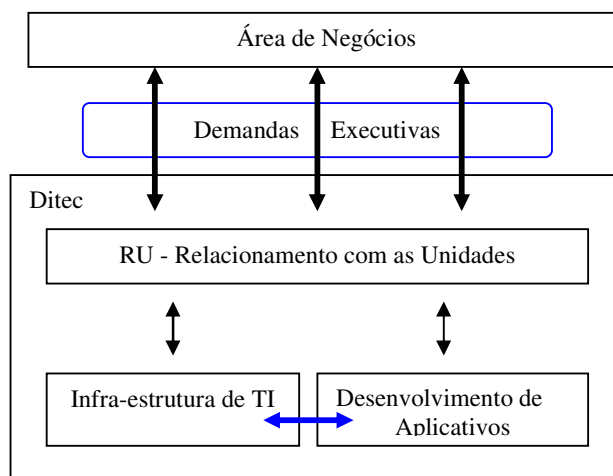 Área de Negócios
Demandas Executivas
Ditec
RU - Relacionamento com as Unidades
Infra-estrutura de TI
Desenvolvimento de
Aplicativos